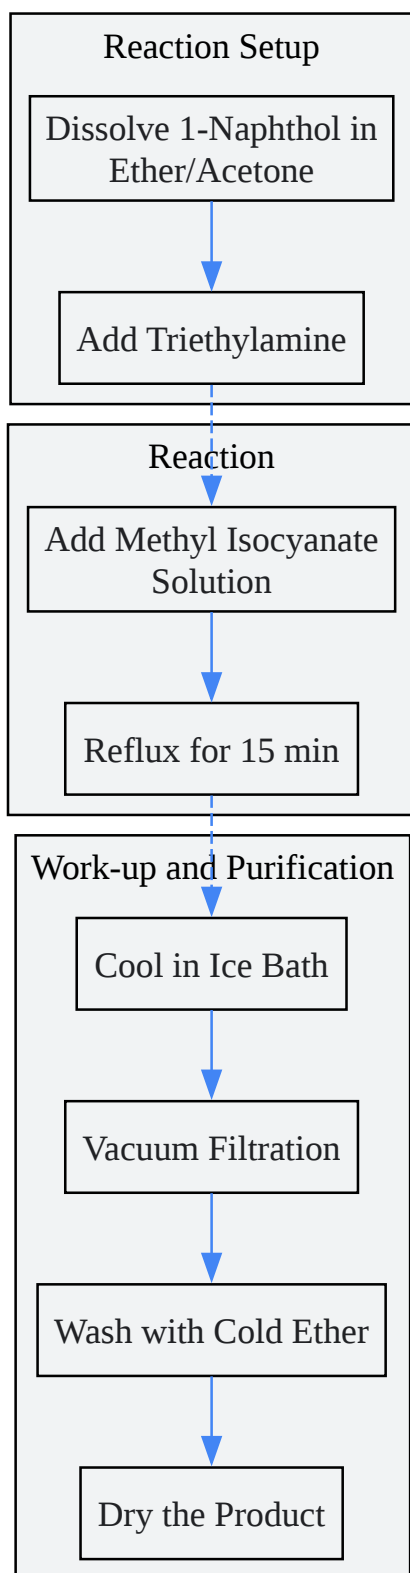 Reaction Setup
Dissolve 1-Naphthol in
Ether/Acetone
Add Triethylamine
Reaction
Add Methyl Isocyanate
Solution
Reflux for 15 min
Work-up and Purification
Cool in Ice Bath
Vacuum Filtration
Wash with Cold Ether
Dry the Product